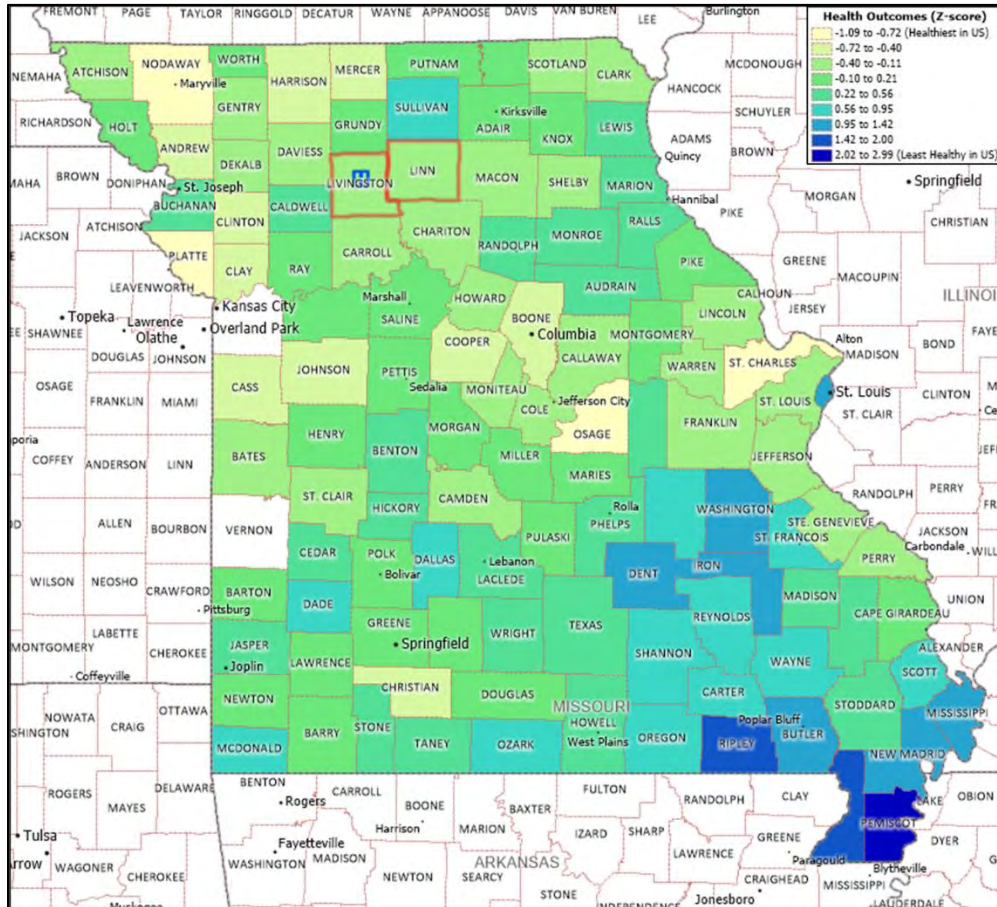 FREMONT PAGE TAYLOR RINGGOLD DECATUR WAYNE APPANOOSE DAVIS VAN BUREN Burlington
LEE
Health Outcomes (Z-score)
-1.09 to -0.72 (Healthiest in US)
-0.72 to -0.40
-0.40 to -0.11
-0.10 to 0.21
0.22 to 0.56
0.56 to 0.95
0.95 to 1.42
1.42 to 2.00
2.02 to 2.99 (Least Healthy in US)
NEMAHA ATCHISON NODAWAY WORTH HARRISON MERCER PUTNAM SCOTLAND CLARK HANCOCK MCDONOUGH
Maryville
RICHARDSON HOLT GENTRY GRUNDY SULLIVAN Kirksville ADAIR KNOX LEWIS ADAMS SCHUYLER
Quincy BROWN
ANDREW DEKALB DAVIESS LIVINGSTON LINN MACON SHELBY MARION
BROWN DONIPHAN St. Joseph Hannibal PIKE MORGAN Springfield
BUCHANAN CLINTON CALDWELL CHARITON RANDOLPH MONROE RALLS CHRISTIAN
JACKSON ATCHISON
PLATTE CLAY RAY CARROLL AUDRAIN PIKE GREENE MACOUPIN
LEAVENWORTH CALHOUN JERSEY ILLINOI
Kansas City Marshall SALINE HOWARD BOONE MONTGOMERY LINCOLN
Topeka Lawrence Overland Park Columbia Alton BOND
SHAWNEE Olathe COOPER CALLAWAY WARREN ST. CHARLES MADISON
DOUGLAS JOHNSON JOHNSON PETTIS
Sedalia MONITEAU Jefferson City ST. LOUIS St. Louis CLINTON
OSAGE FRANKLIN MIAMI CASS COLE OSAGE FRANKLIN ST. CLAIR
HENRY MORGAN MILLER
COFFEY ANDERSON LINN BATES BENTON MARIES JEFFERSON
ST. CLAIR CAMDEN RANDOLPH PERRY
HICKORY Rolla WASHINGTON STE. GENEVIEVE
ALLEN BOURBON VERNON PULASKI PHELPS ST. FRANCOIS JACKSON
CEDAR POLK DALLAS Lebanon PERRY Carbondale
WILSON NEOSHO CRAWFORD Bolivar LACLEDE DENT IRON
BARTON DADE REYNOLDS MADISON CAPE GIRARDEAU UNION
Pittsburg GREENE TEXAS
LABETTE JASPER Springfield WRIGHT SHANNON ALEXANDER
MONTGOMERY CHEROKEE Joplin LAWRENCE WAYNE SCOTT
Coffeyville
NEWTON CHRISTIAN DOUGLAS CARTER STODDARD MISSISSIPPI
OTTAWA MISSOURI
NOWATA CRAIG STONE HOWELL Poplar Bluff
MCDONALD BARRY TANEY OZARK West Plains OREGON RIPLEY BUTLER NEW MADRID
DELAWARE
ROGERS MAYES BENTON CARROLL BOONE FULTON RANDOLPH CLAY LAKE OBION
Rogers BAXTER PEMISCOT
Tulsa Harrison MARION IZARD SHARP GREENE DYER
Fayetteville LAWRENCE Paragould Blytheville
WAGONER CHEROKEE WASHINGTON MADISON NEWTON SEARCY ARKANSAS CRAIGHEAD MISSISSIPPI
STONE Jonesboro LAUDERDALE